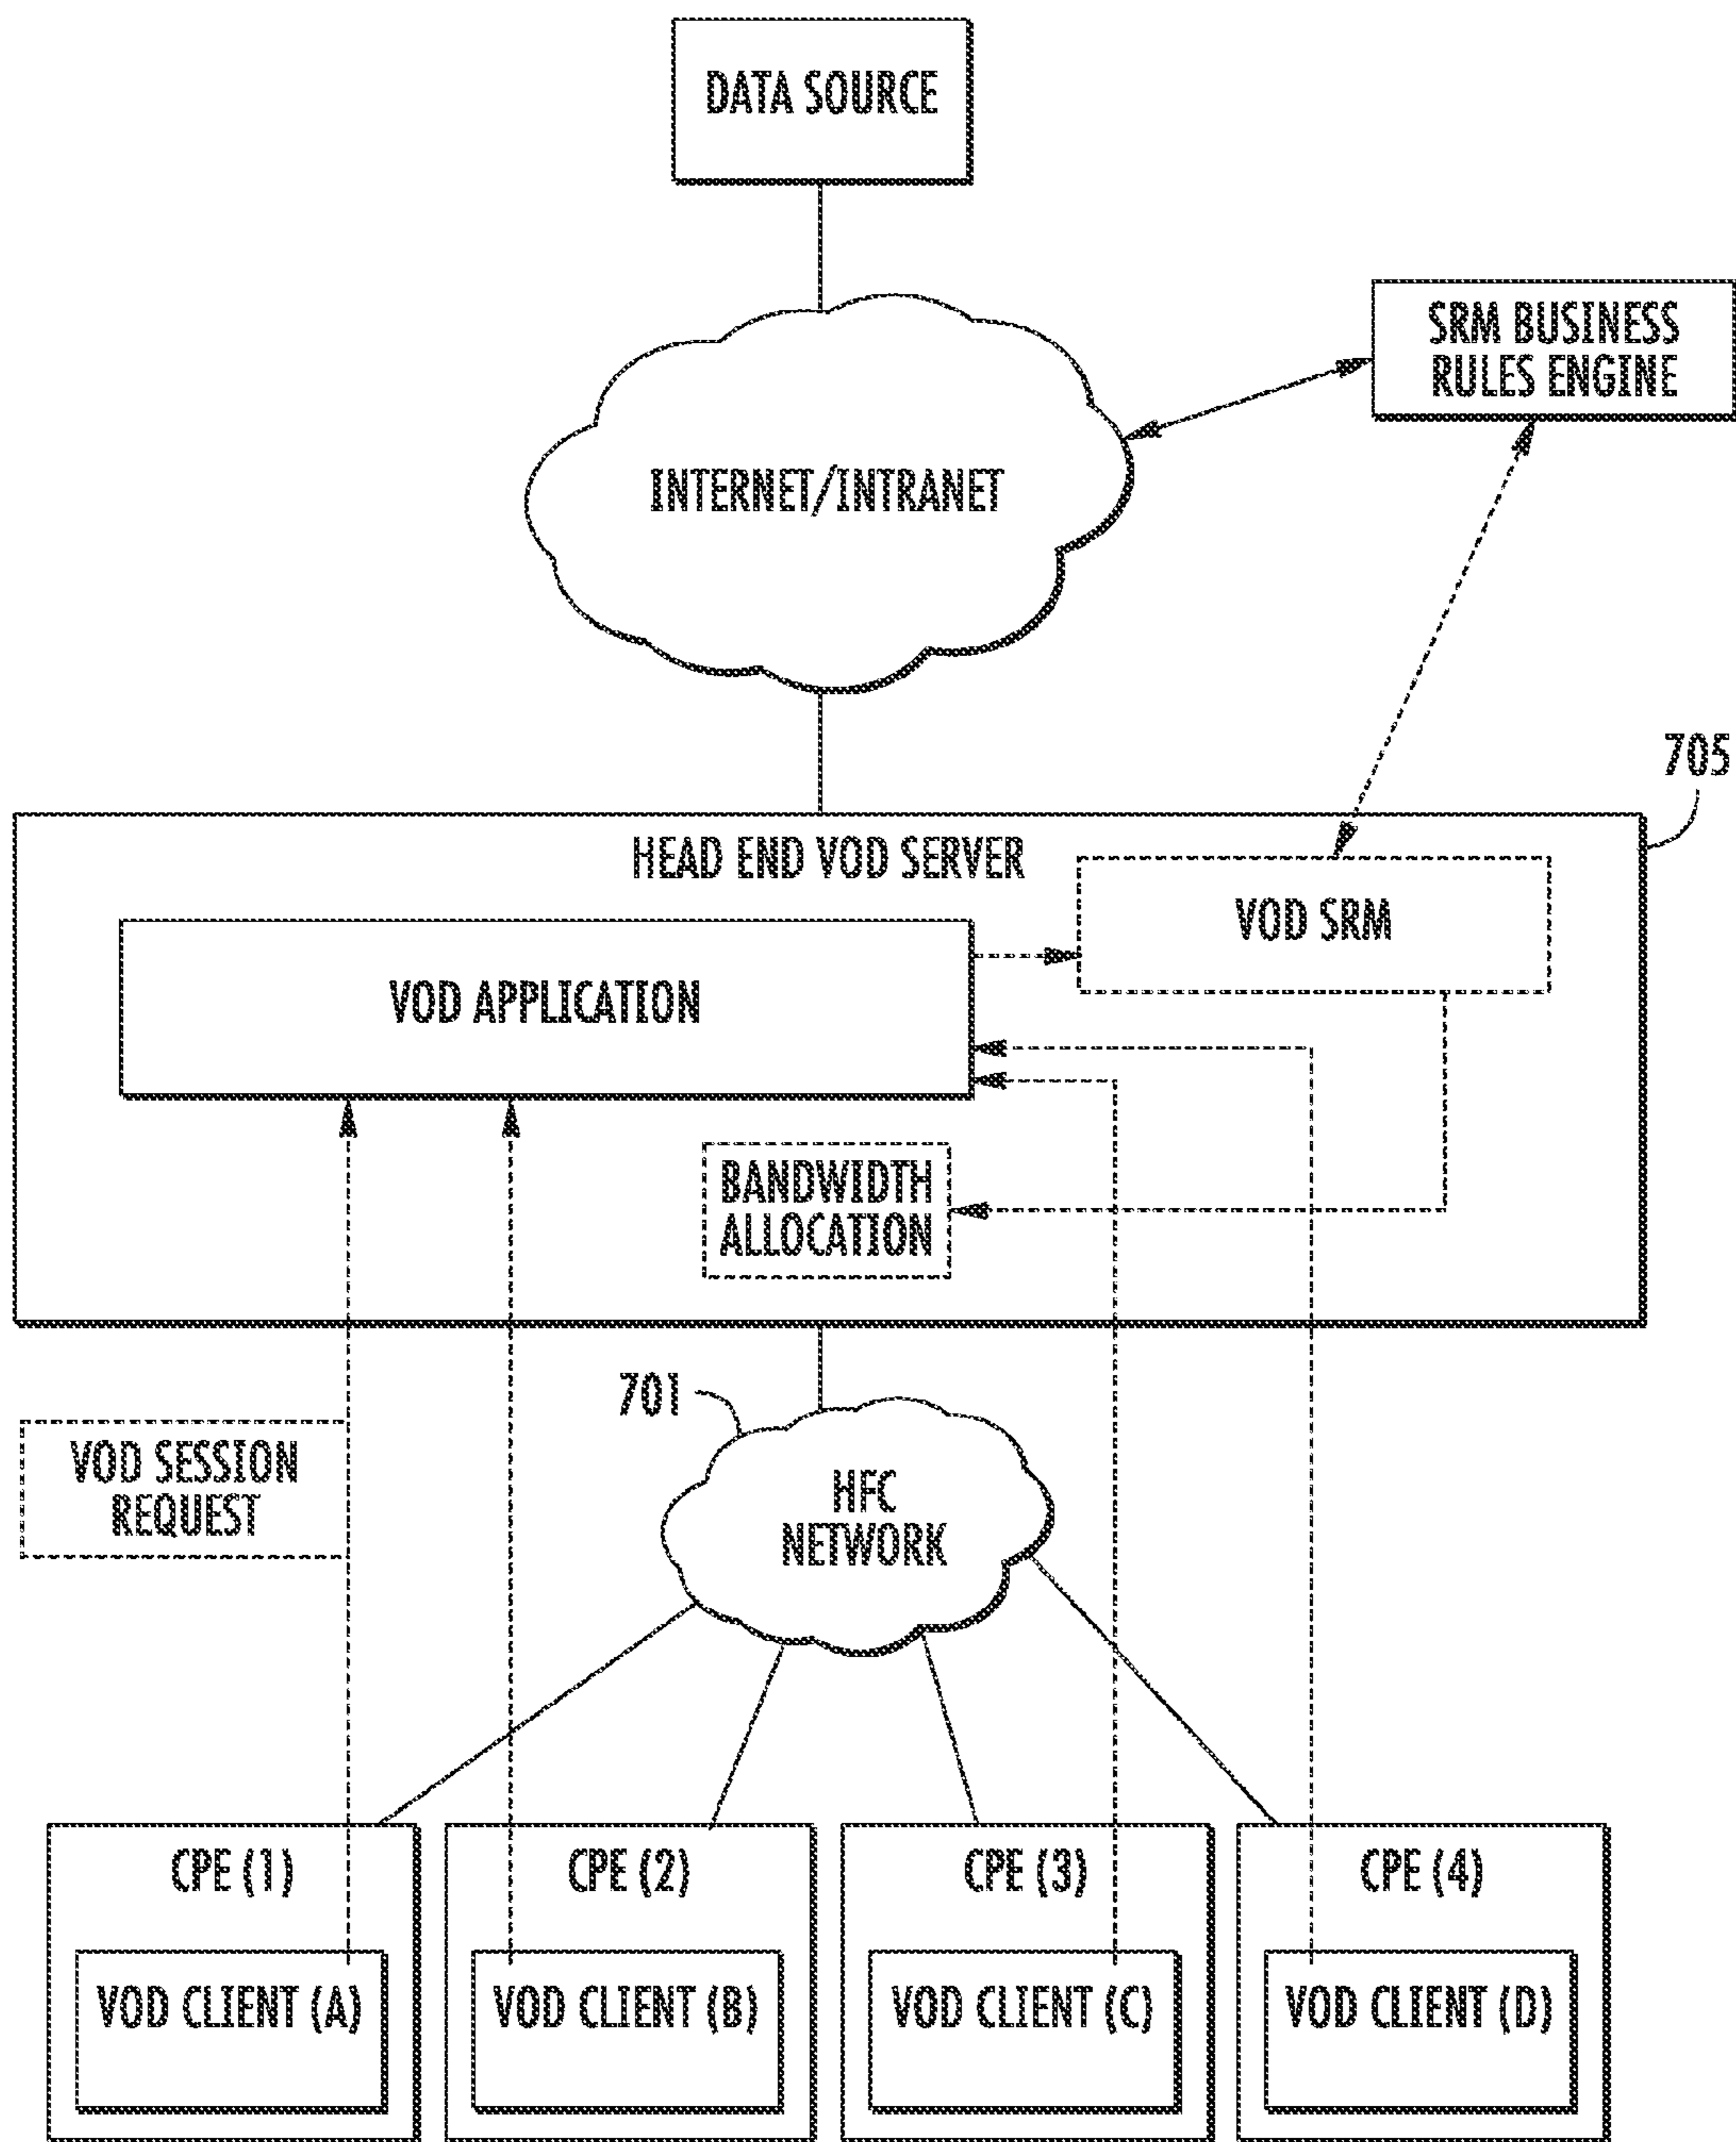 DATA SOURCE
SRM BUSINESS
RULES ENGINE
INTERNET/INTRANET
705
HEAD END VOD SERVER
VOD SRM
VOD APPLICATION
BANDWIDTH
ALLOCATION
701
VOD SESSION
REQUEST
HFC
NETWORK
CPE (1)
CPE (2)
CPE (3)
CPE (4)
VOD CLIENT (A)
VOD CLIENT (B)
VOD CLIENT (C)
VOD CLIENT (D)